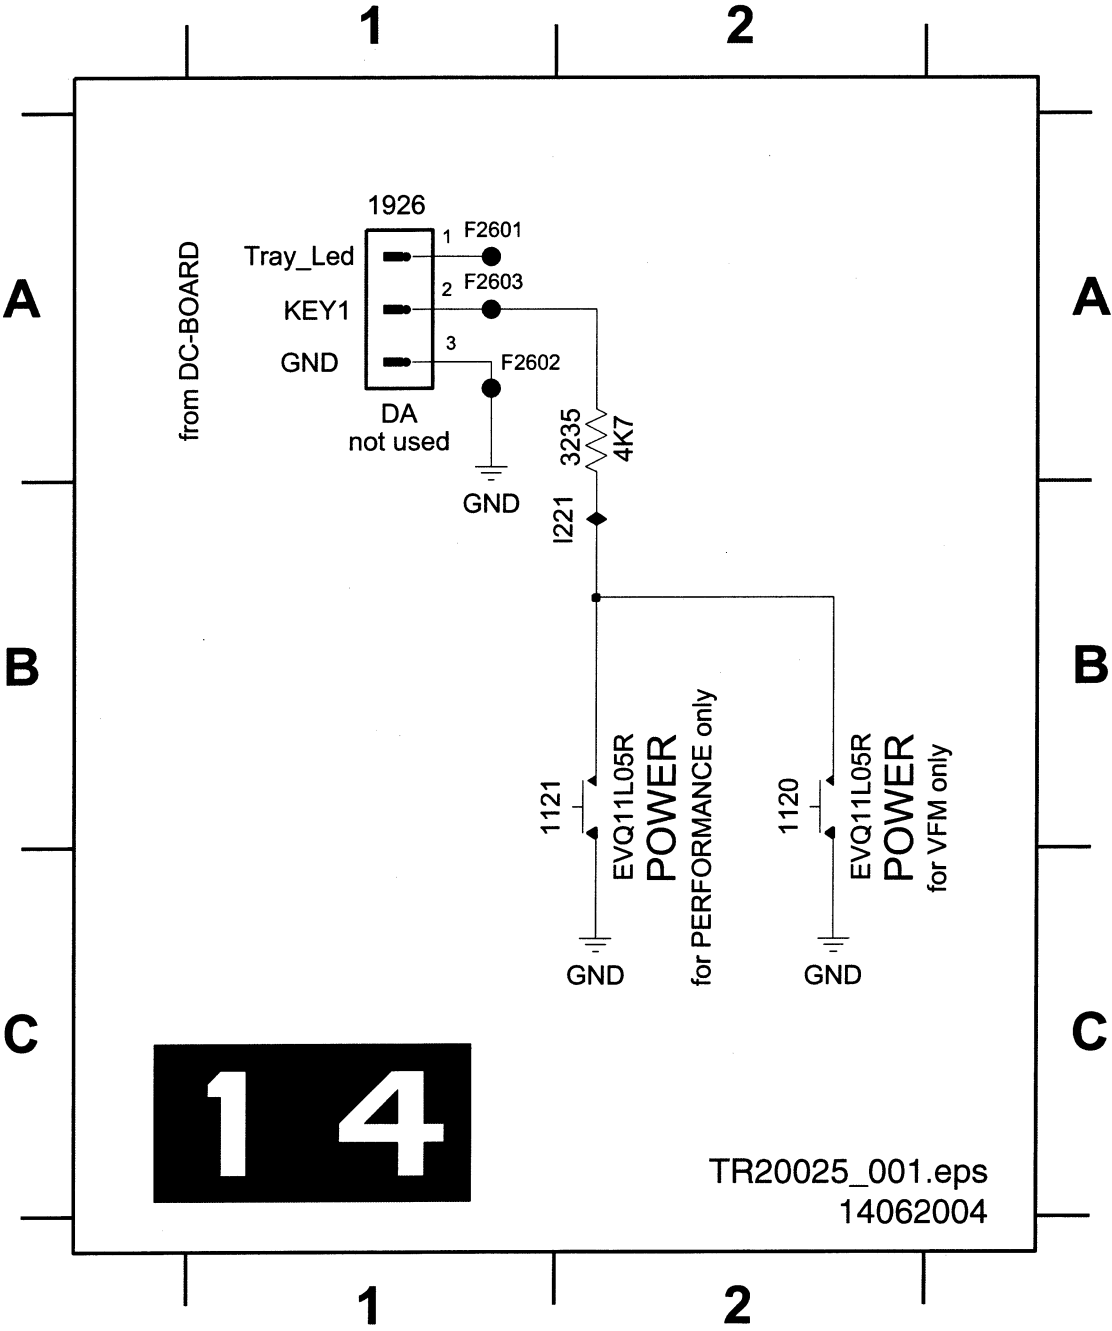 1 2
1926
Tray_Led 1 F2601
KEY1 2 F2603
GND 3 F2602
from DC-BOARD
DA
not used
GND
A A
3235
4K7
I221
B B
1121
EVQ11L05R
POWER
for PERFORMANCE only
1120
EVQ11L05R
POWER
for VFM only
GND GND
C C
1 4
TR20025_001.eps
14062004
1 2